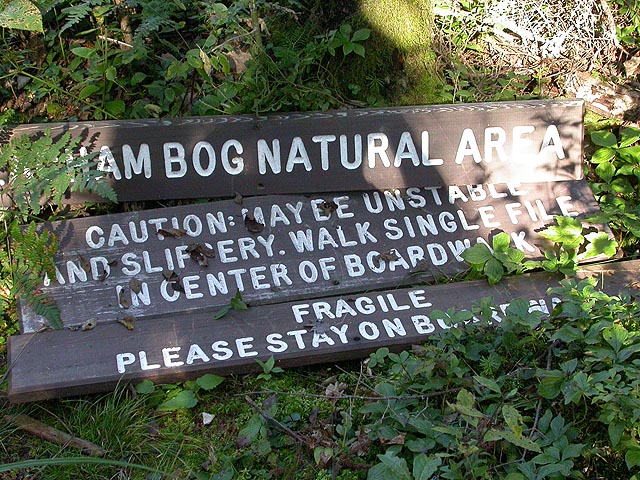 BOG NATURAL AREA
CAUTION: MAY BE UNSTABLE
AND SLIPPERY. WALK SINGLE FILE
IN CENTER OF BOARDWALK
FRAGILE
PLEASE STAY ON BOARDWALK